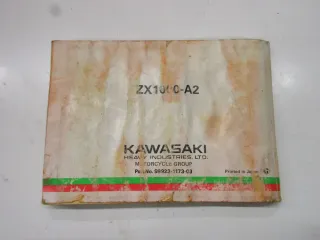 ZX1000-A2
KAWASAKI
HEAVY INDUSTRIES, LTD.
MOTORCYCLE GROUP
Part No. 99923-1173-03
Printed in Japan